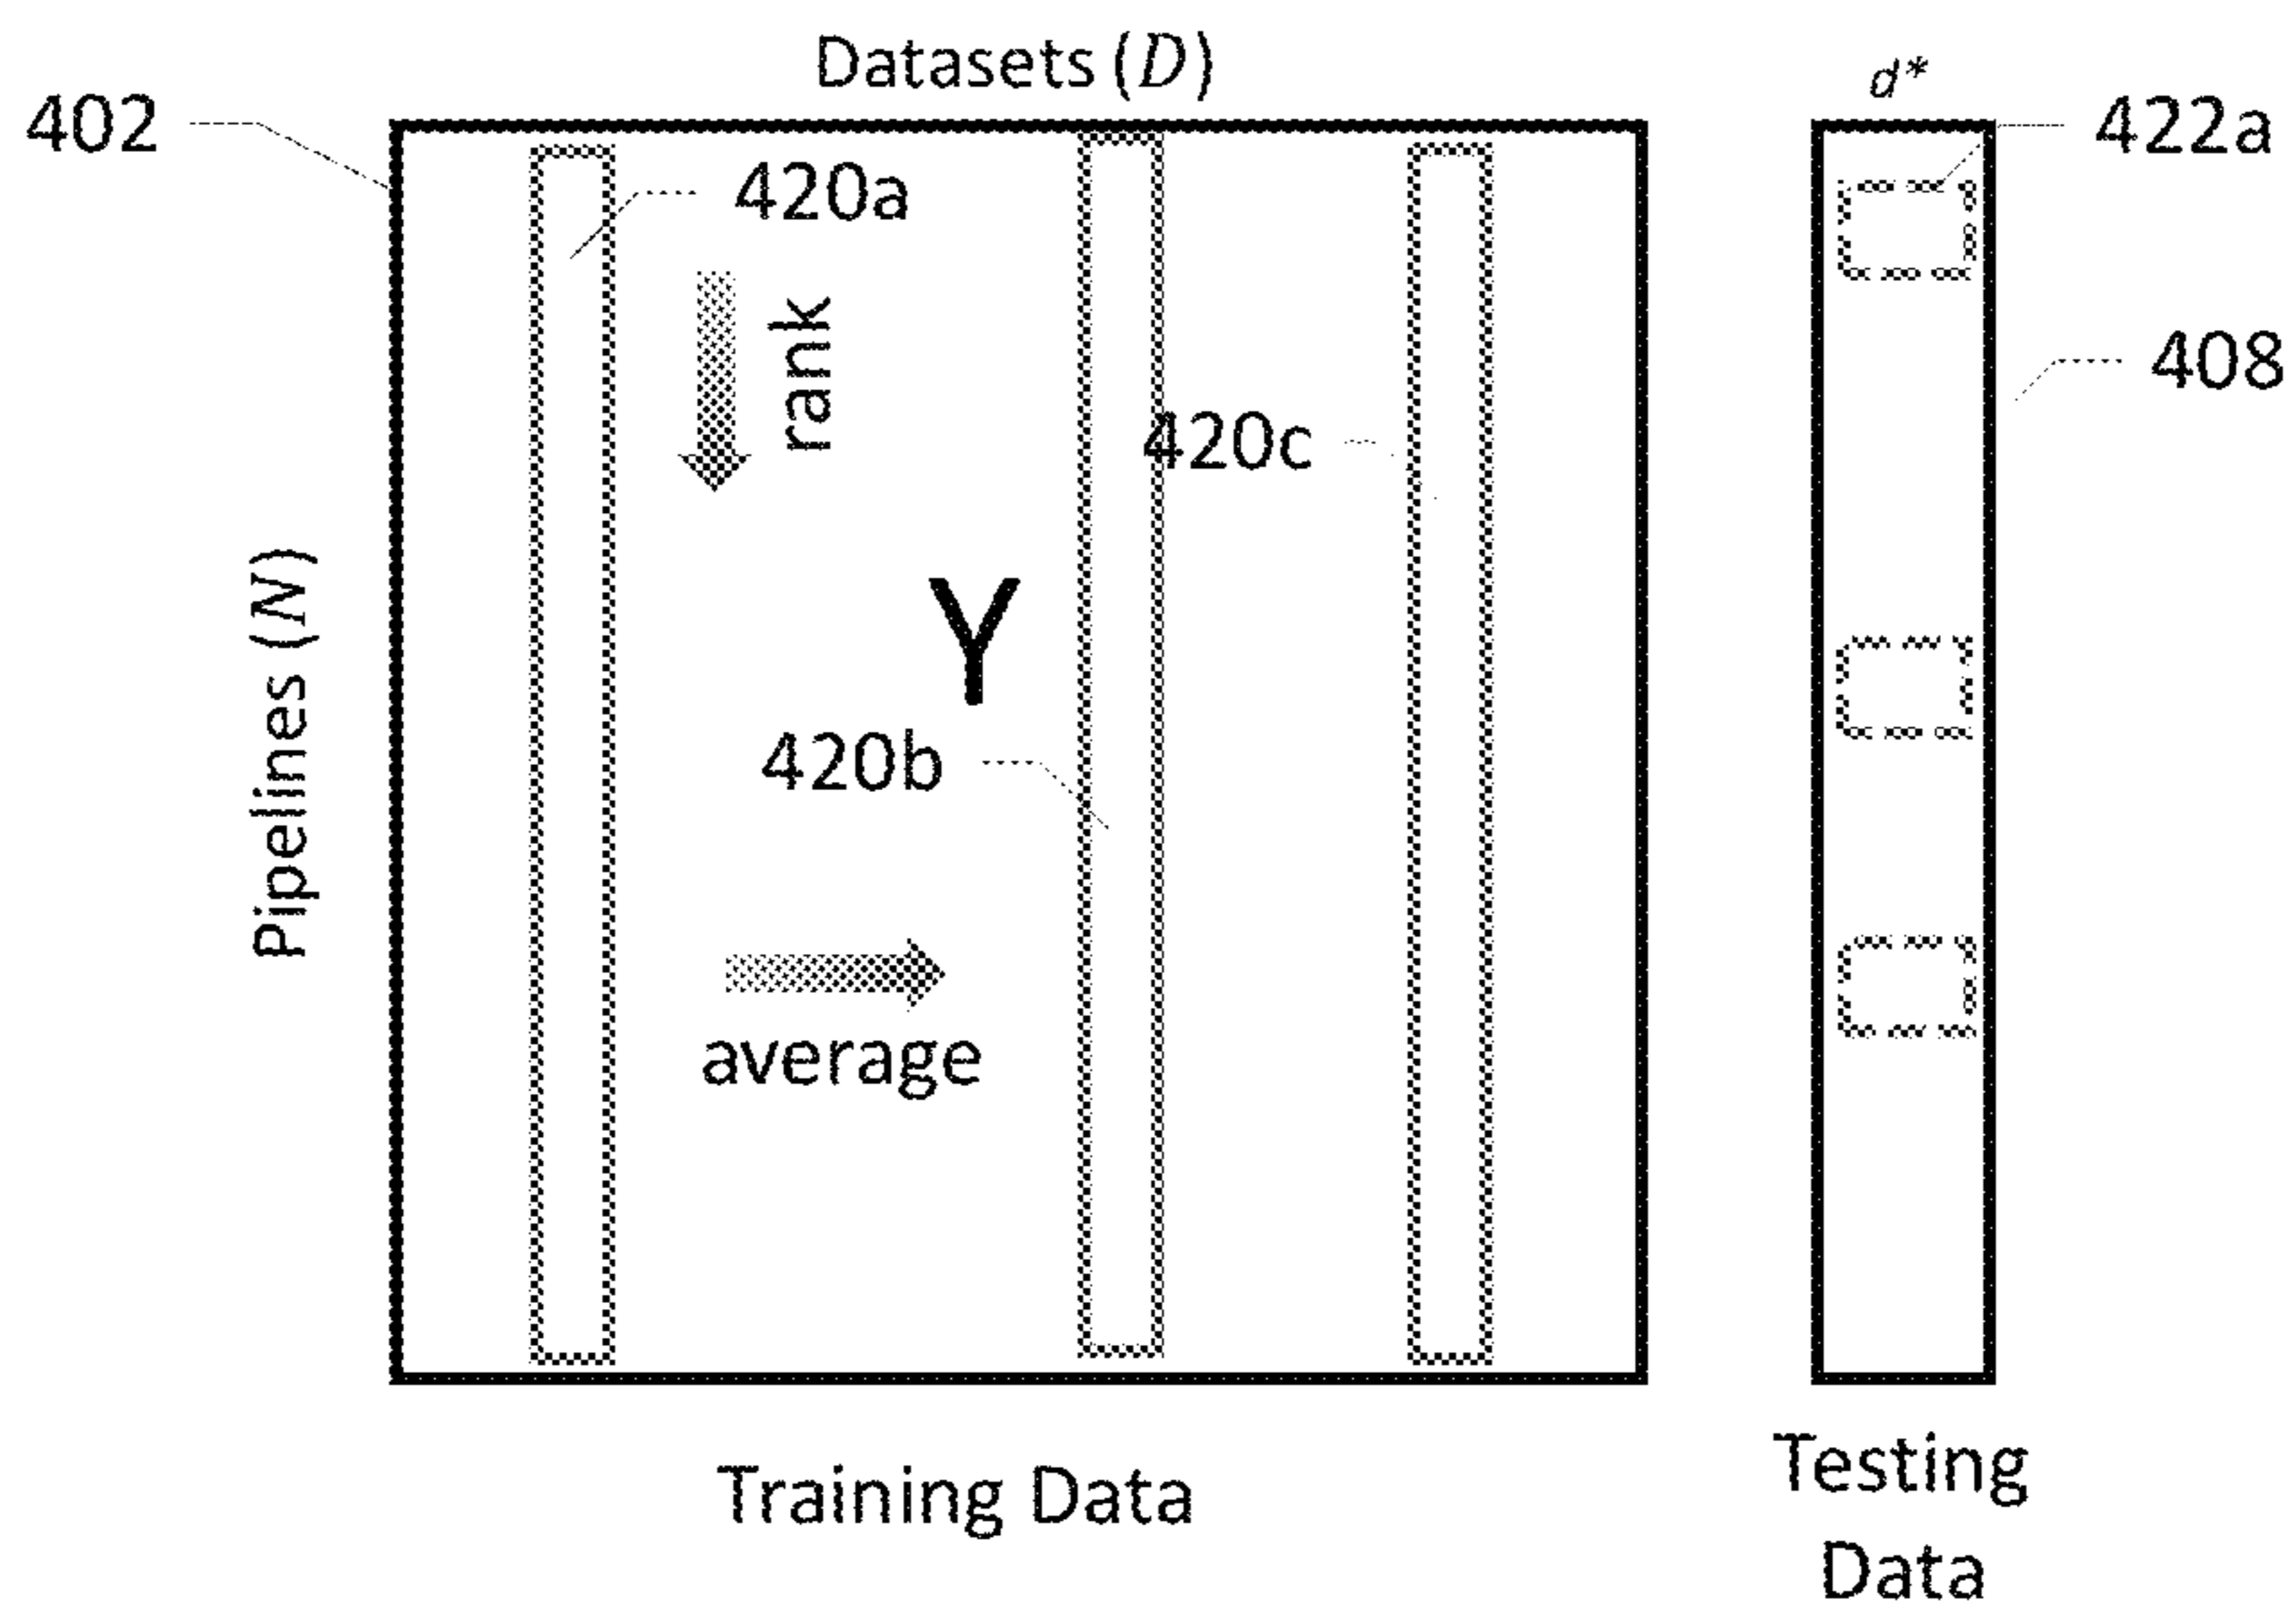 Datasets (D)
d*
402
422a
420a
rank
408
420c
Y
Pipelines (N)
420b
average
Training Data
Testing
Data